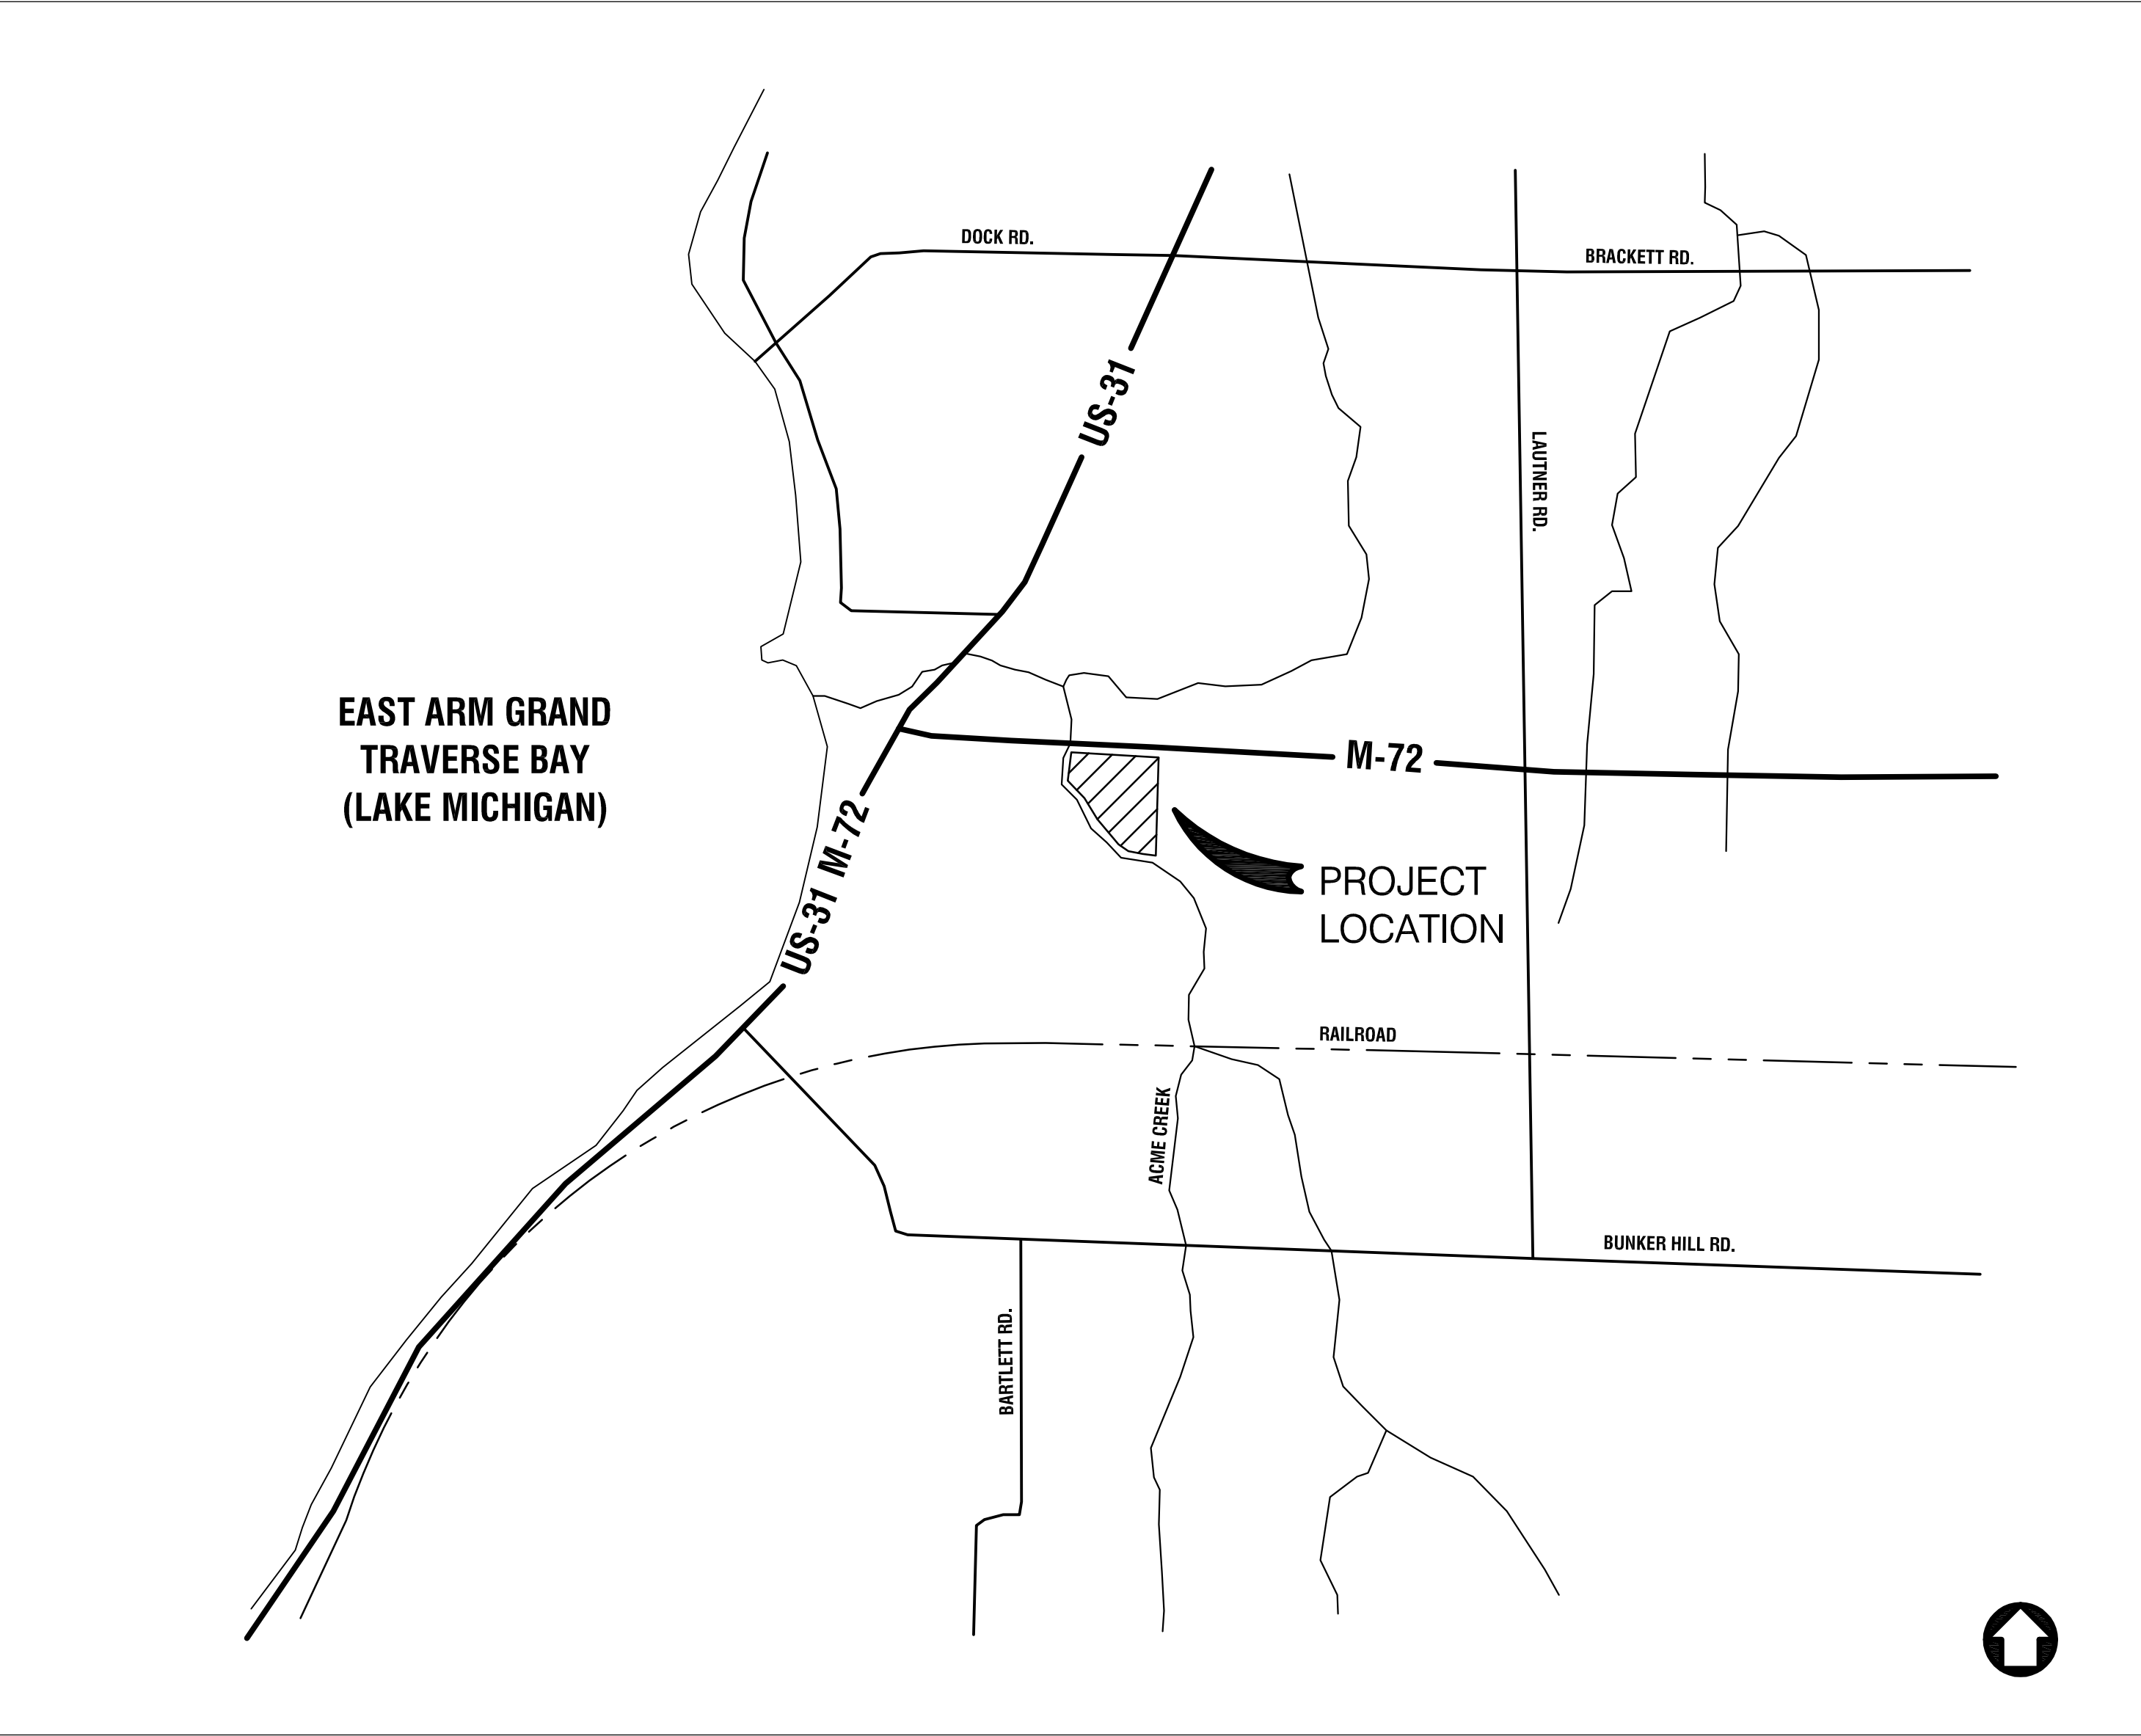 DOCK RD.
BRACKETT RD.
US-31
LAUTNER RD.
EAST ARM GRAND
TRAVERSE BAY
(LAKE MICHIGAN)
M-72
US-31 M-72
PROJECT
LOCATION
RAILROAD
ACME CREEK
BUNKER HILL RD.
BARTLETT RD.